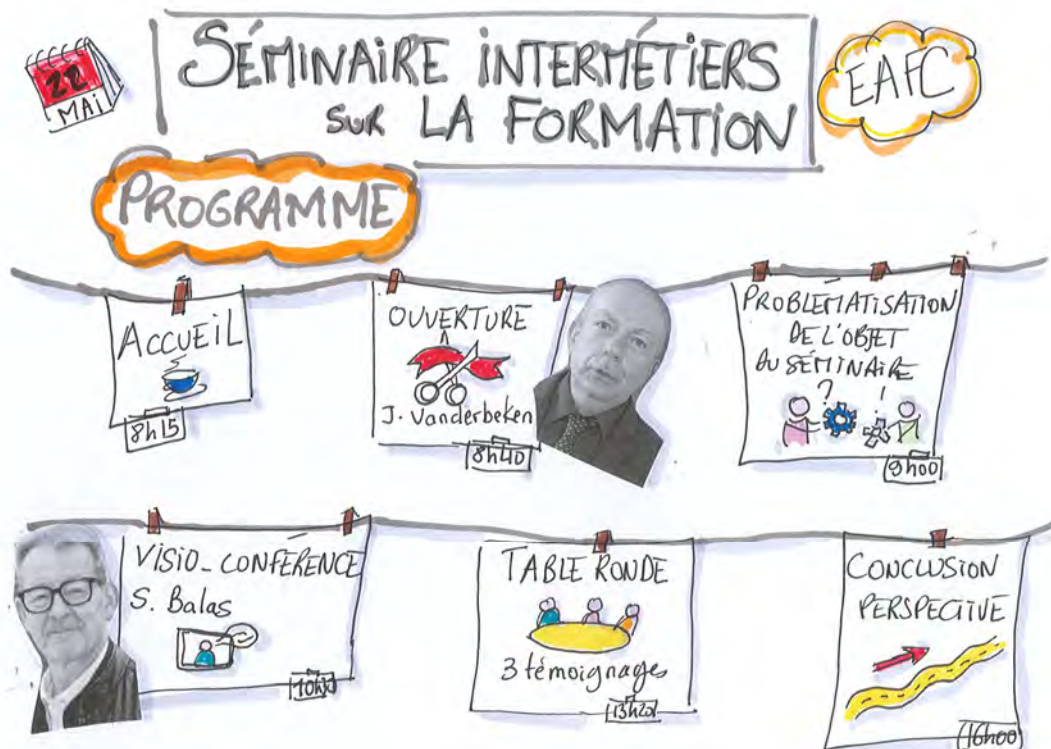 22
MAI
SÉMINAIRE INTERMÉTIERS
SUR LA FORMATION
EAFC
PROGRAMME
ACCUEIL
8h15
OUVERTURE
J. Vanderbeken
8h40
PROBLÉMATISATION
DE L'OBJET
DU SÉMINAIRE
?
!
9h00
VISIO_CONFÉRENCE
S. Balas
TABLE RONDE
3 témoignages
13h20
CONCLUSION
PERSPECTIVE
16h00